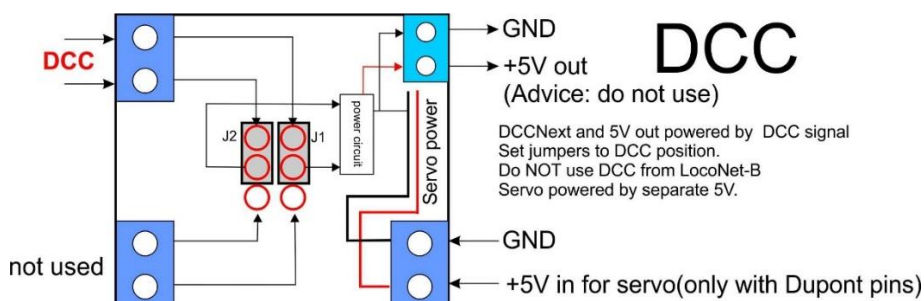 DCC
GND
+5V out
(Advice: do not use)
DCC
DCCNext and 5V out powered by DCC signal
Set jumpers to DCC position.
Do NOT use DCC from LocoNet-B
Servo powered by separate 5V.
J2
J1
power circuit
Servo power
not used
GND
+5V in for servo(only with Dupont pins)